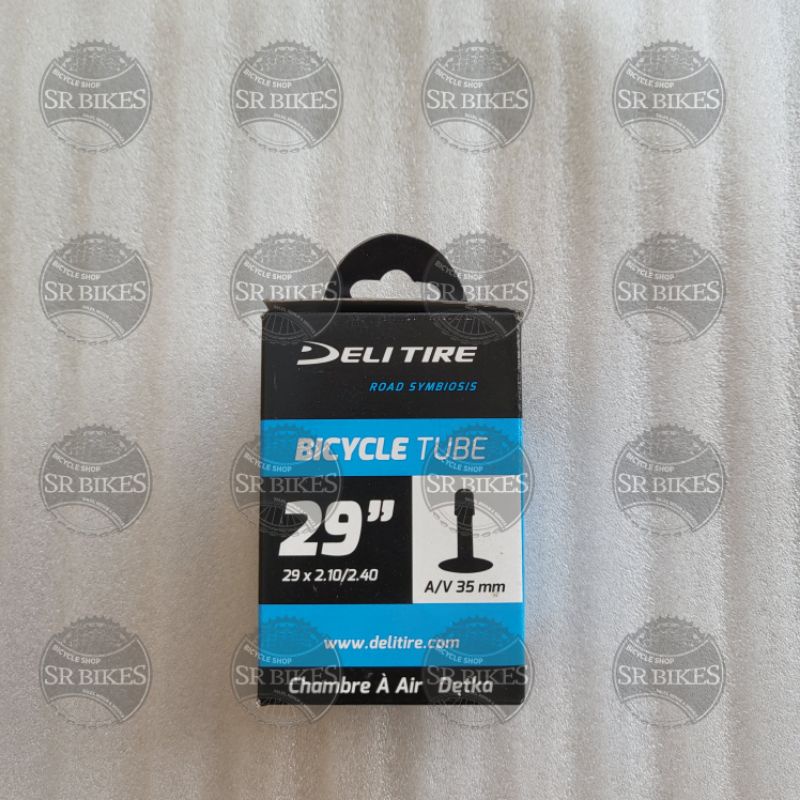 DELI TIRE
ROAD SYMBIOSIS
BICYCLE TUBE
29"
29 x 2.10/2.40
A/V 35 mm
www.delitire.com
Chambre À Air Dętka
BICYCLE SHOP
SR BIKES